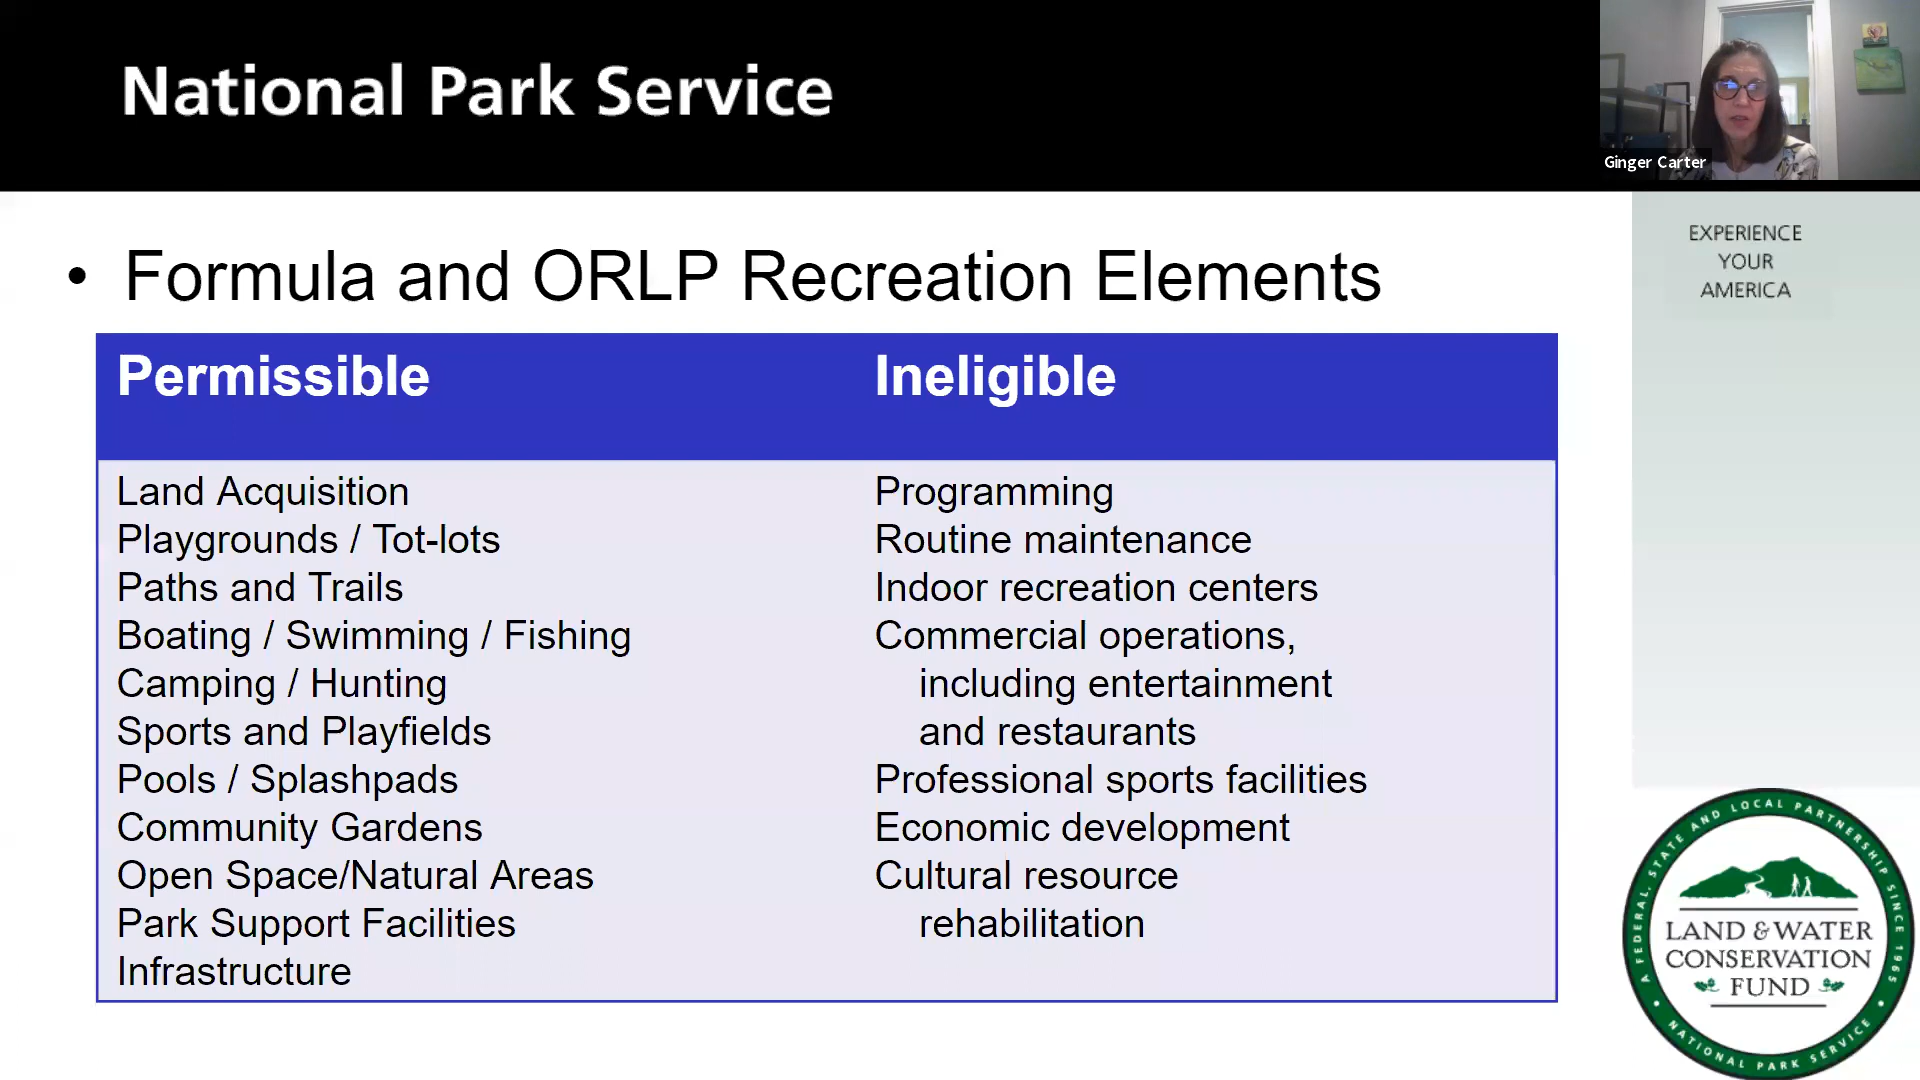 National Park Service
Ginger Carter
EXPERIENCE
YOUR
AMERICA
• Formula and ORLP Recreation Elements
Permissible
Land Acquisition
Playgrounds / Tot-lots
Paths and Trails
Boating / Swimming / Fishing
Camping / Hunting
Sports and Playfields
Pools / Splashpads
Community Gardens
Open Space/Natural Areas
Park Support Facilities
Infrastructure
Ineligible
Programming
Routine maintenance
Indoor recreation centers
Commercial operations,
including entertainment
and restaurants
Professional sports facilities
Economic development
Cultural resource
rehabilitation
A FEDERAL, STATE AND LOCAL PARTNERSHIP SINCE 1965
LAND & WATER
CONSERVATION
FUND
• NATIONAL PARK SERVICE •